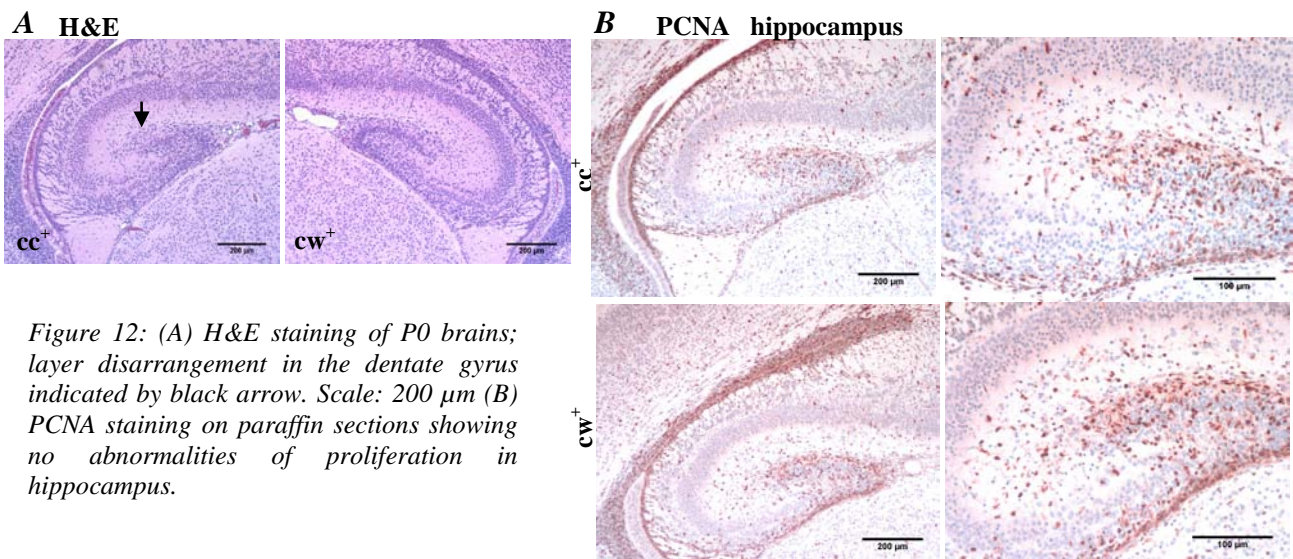 A H&E
cc+
200 µm
cw+
200 µm
Figure 12: (A) H&E staining of P0 brains;
layer disarrangement in the dentate gyrus
indicated by black arrow. Scale: 200 µm (B)
PCNA staining on paraffin sections showing
no abnormalities of proliferation in
hippocampus.
B PCNA hippocampus
cc+
200 µm
100 µm
cw+
200 µm
100 µm